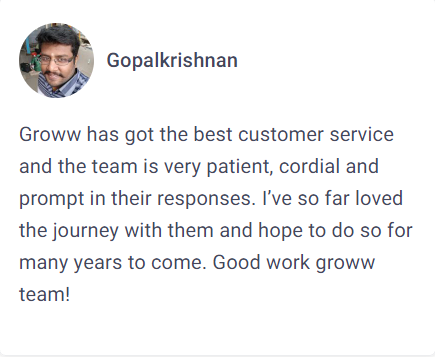 Gopalkrishnan
Groww has got the best customer service
and the team is very patient, cordial and
prompt in their responses. I’ve so far loved
the journey with them and hope to do so for
many years to come. Good work groww
team!